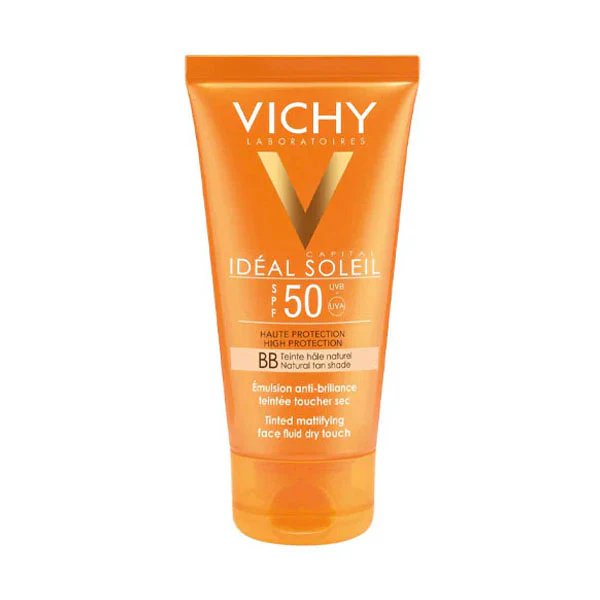 VICHY
LABORATOIRES
CAPITAL
IDÉAL SOLEIL
SPF 50 UVB
UVA
HAUTE PROTECTION
HIGH PROTECTION
BB Teinte hâle naturel
Natural tan shade
Émulsion anti-brillance
teintée toucher sec
Tinted mattifying
face fluid dry touch